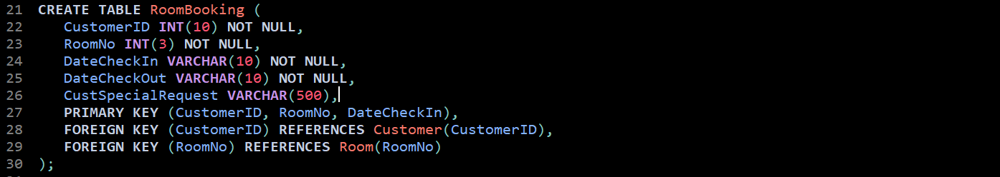 21 CREATE TABLE RoomBooking (
22 CustomerID INT(10) NOT NULL,
23 RoomNo INT(3) NOT NULL,
24 DateCheckIn VARCHAR(10) NOT NULL,
25 DateCheckOut VARCHAR(10) NOT NULL,
26 CustSpecialRequest VARCHAR(500),
27 PRIMARY KEY (CustomerID, RoomNo, DateCheckIn),
28 FOREIGN KEY (CustomerID) REFERENCES Customer(CustomerID),
29 FOREIGN KEY (RoomNo) REFERENCES Room(RoomNo)
30 );